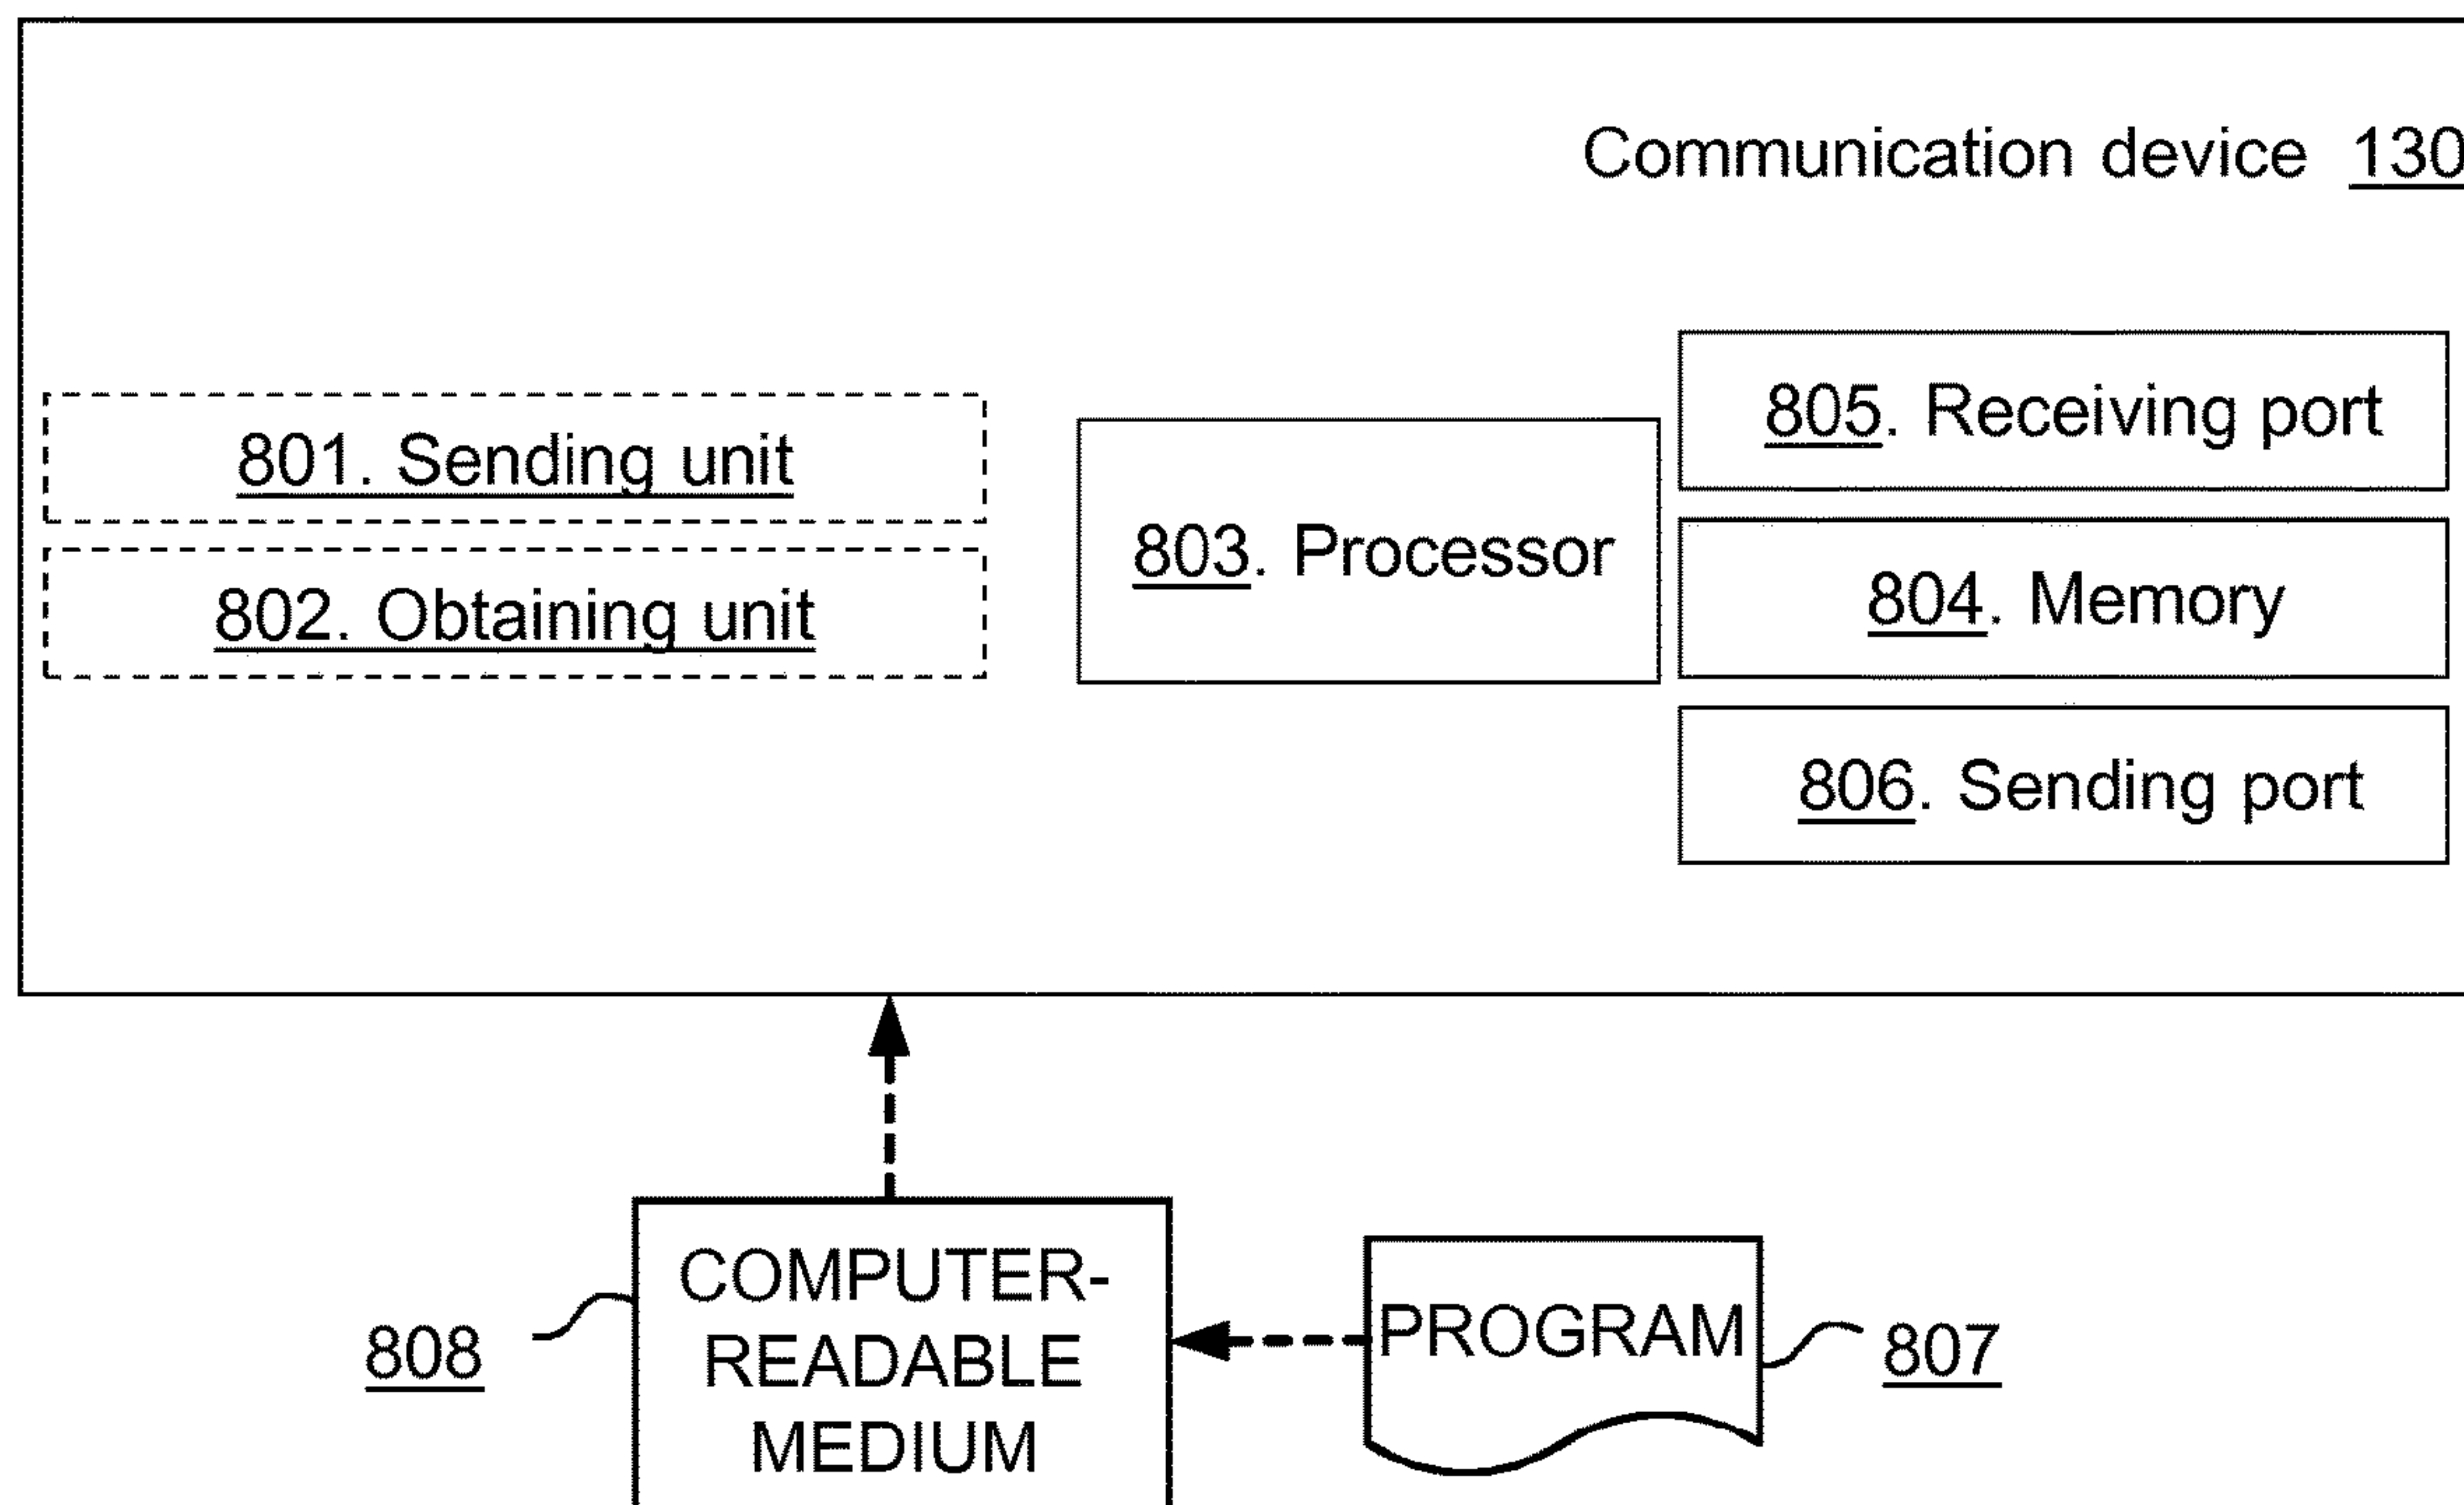 Communication device 130
801. Sending unit
802. Obtaining unit
803. Processor
805. Receiving port
804. Memory
806. Sending port
808
COMPUTER-
READABLE
MEDIUM
PROGRAM
807